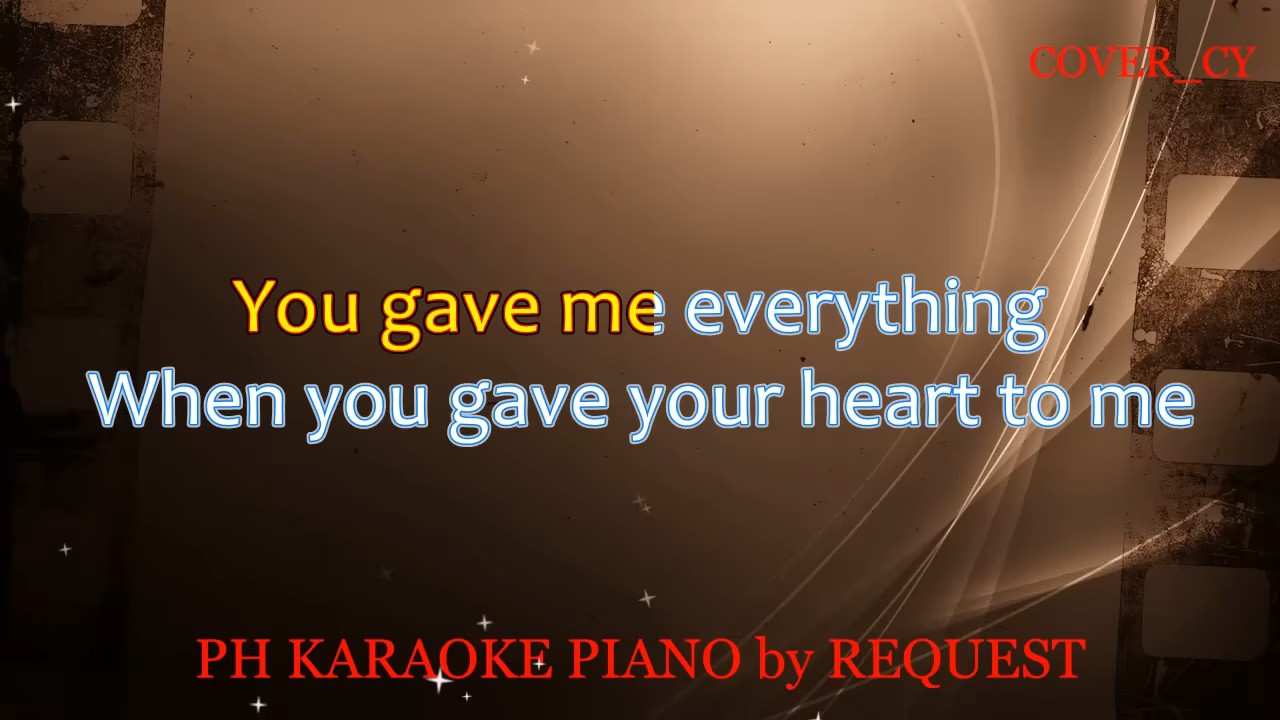 COVER_CY
You gave me everything
When you gave your heart to me
PH KARAOKE PIANO by REQUEST